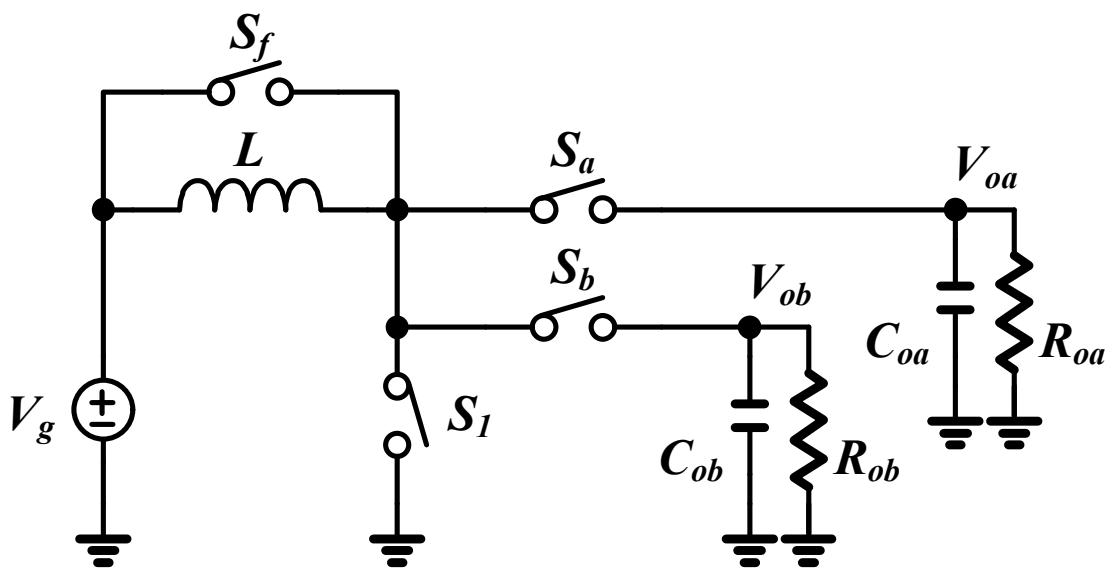 S_f
L
S_a
V_oa
S_b
V_ob
C_oa
R_oa
V_g
S_1
C_ob
R_ob